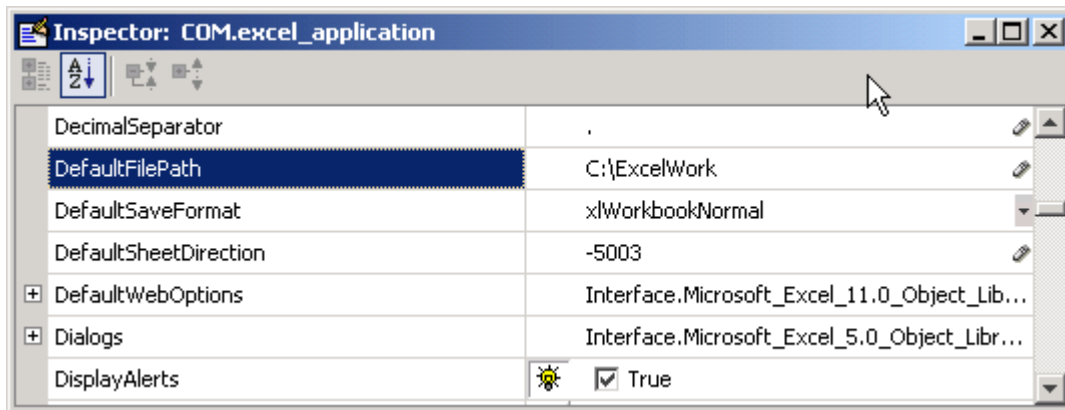 Inspector: COM.excel_application
A
Z
DecimalSeparator .
DefaultFilePath C:\ExcelWork
DefaultSaveFormat xlWorkbookNormal
DefaultSheetDirection -5003
DefaultWebOptions Interface.Microsoft_Excel_11.0_Object_Lib...
Dialogs Interface.Microsoft_Excel_5.0_Object_Libr...
DisplayAlerts True